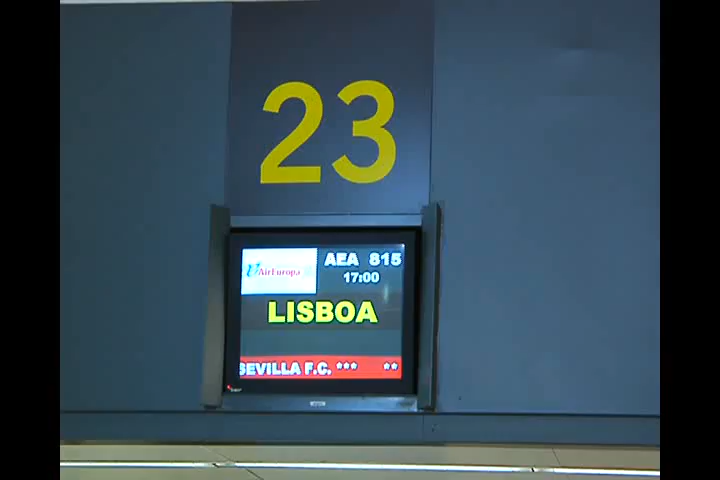 23
AirEuropa
AEA 815
17:00
LISBOA
SEVILLA F.C. *** **